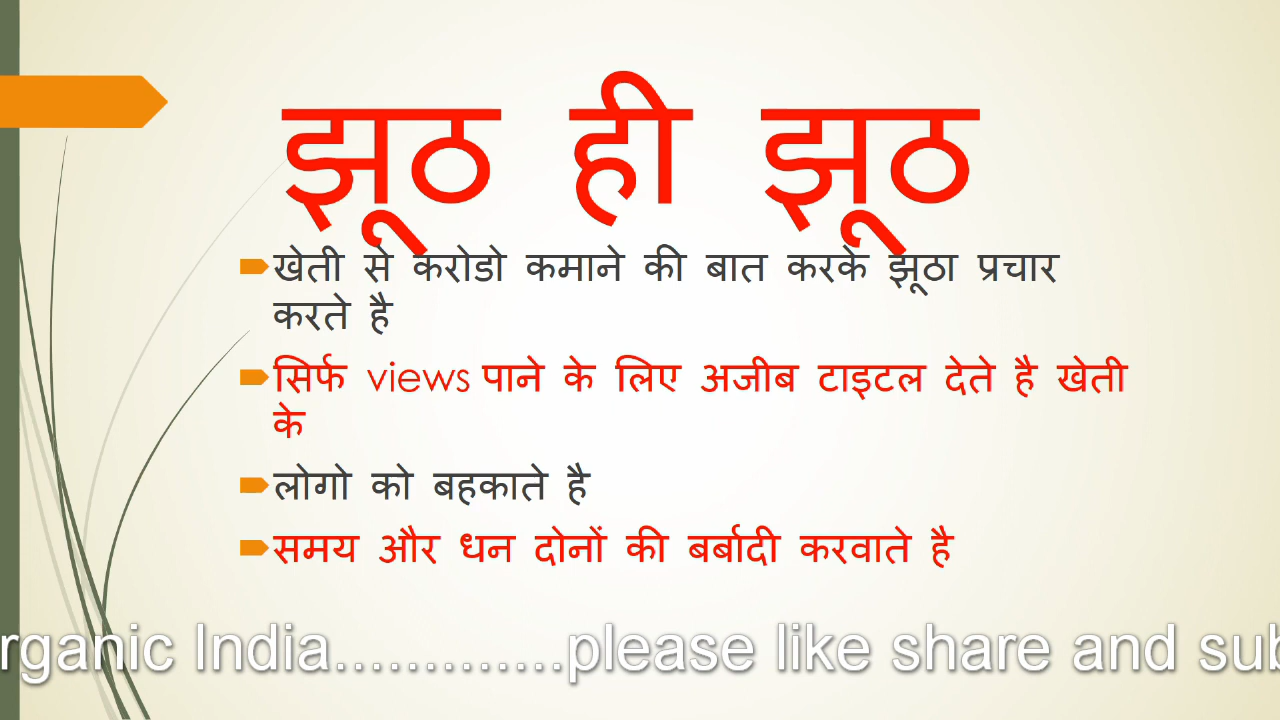 झूठ ही झूठ
खेती से करोडो कमाने की बात करके झूठा प्रचार
करते है
सिर्फ views पाने के लिए अजीब टाइटल देते है खेती
के
लोगो को बहकाते है
समय और धन दोनों की बर्बादी करवाते है
rganic India.............please like share and sub